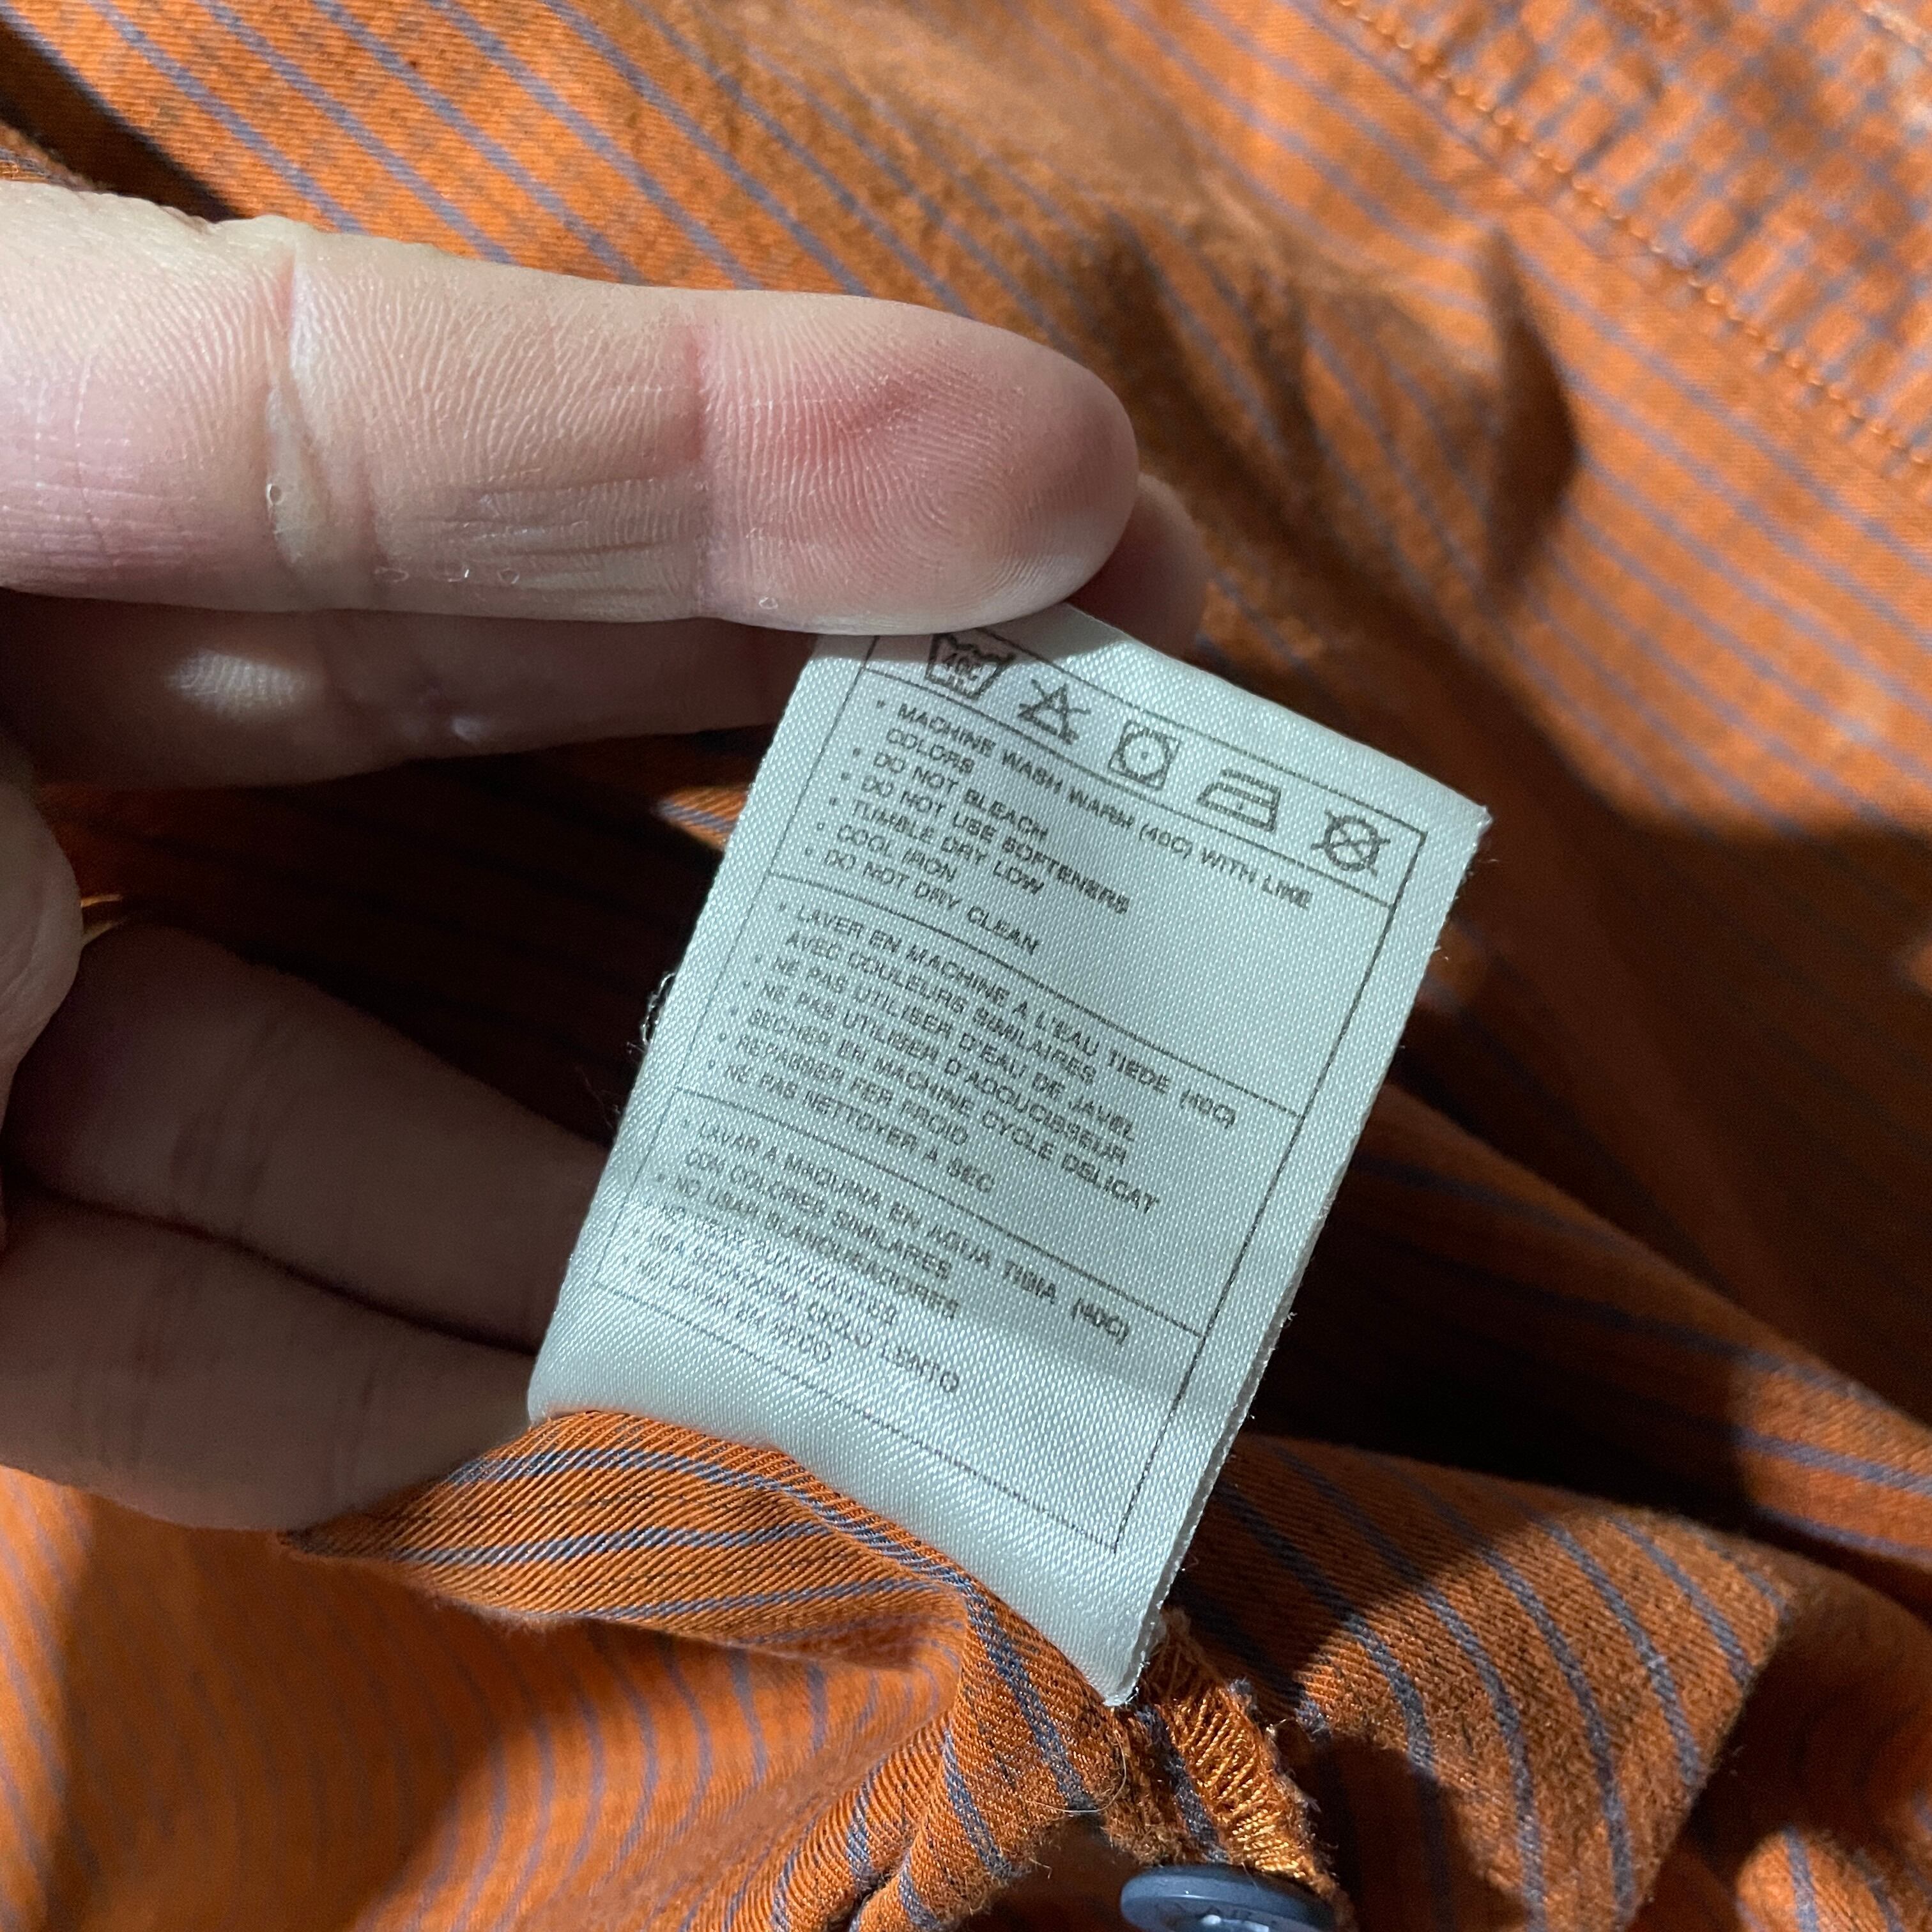 40C
• MACHINE WASH WARM (40C) WITH LIKE
COLORS
• DO NOT BLEACH
• DO NOT USE SOFTENERS
• TUMBLE DRY LOW
• COOL IRON
• DO NOT DRY CLEAN
• LAVER EN MACHINE A L'EAU TIEDE (40C)
AVEC COULEURS SIMILAIRES
• NE PAS UTILISER D'EAU DE JAVEL
• NE PAS UTILISER D'ADOUCISSEUR
• SECHER EN MACHINE CYCLE DELICAT
• REPASSER FER FROID
NE PAS NETTOYER A SEC
• LAVAR A MAQUINA EN AGUA TIBIA (40C)
CON COLORES SIMILARES
• NO USAR BLANQUEADORES
CICLO LENTO